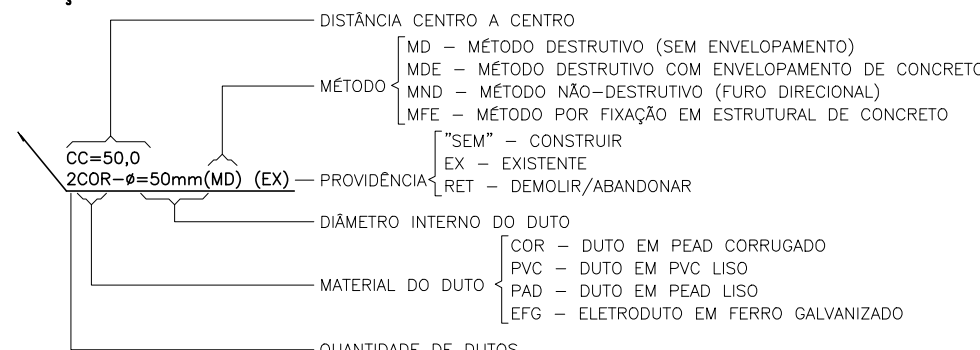 DISTÂNCIA CENTRO A CENTRO
MÉTODO
MD – MÉTODO DESTRUTIVO (SEM ENVELOPAMENTO)
MDE – MÉTODO DESTRUTIVO COM ENVELOPAMENTO DE CONCRETO
MND – MÉTODO NÃO-DESTRUTIVO (FURO DIRECIONAL)
MFE – MÉTODO POR FIXAÇÃO EM ESTRUTURAL DE CONCRETO
CC=50,0
2COR-ø=50mm(MD) (EX)
PROVIDÊNCIA
"SEM" – CONSTRUIR
EX – EXISTENTE
RET – DEMOLIR/ABANDONAR
DIÂMETRO INTERNO DO DUTO
MATERIAL DO DUTO
COR – DUTO EM PEAD CORRUGADO
PVC – DUTO EM PVC LISO
PAD – DUTO EM PEAD LISO
EFG – ELETRODUTO EM FERRO GALVANIZADO
QUANTIDADE DE DUTOS